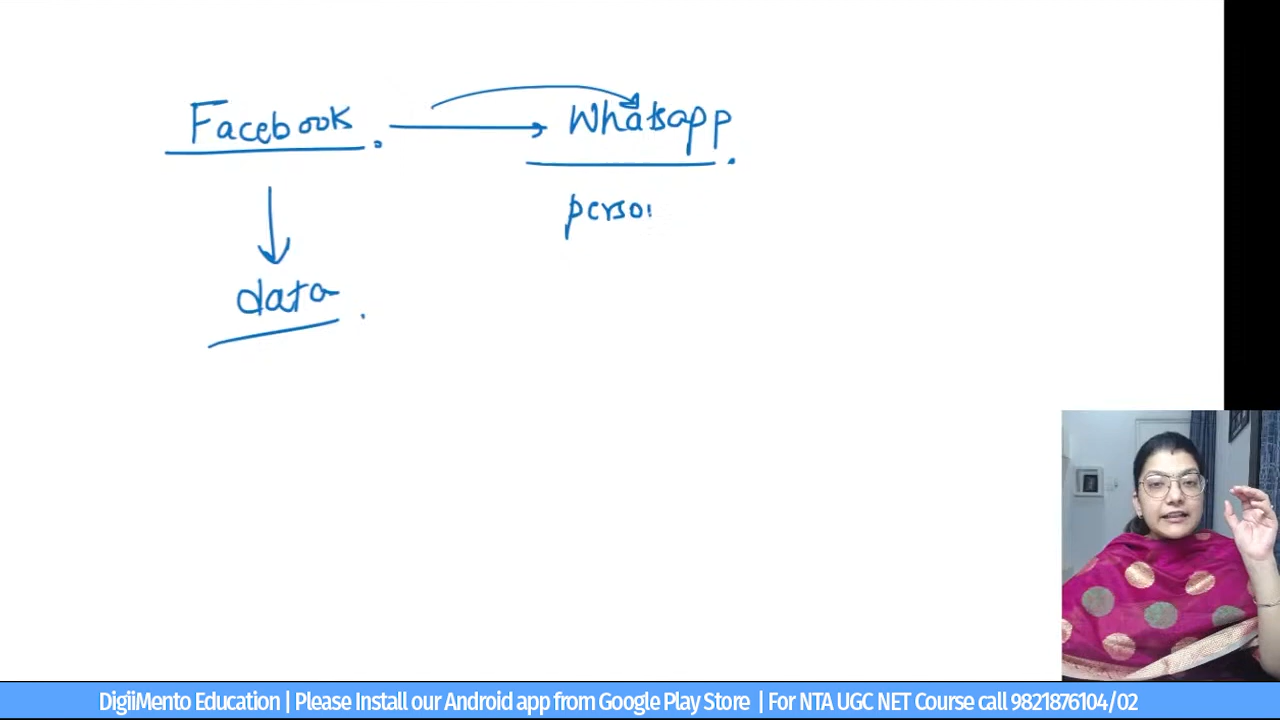 Facebook. Whatsapp.
person
data.
DigiiMento Education | Please Install our Android app from Google Play Store | For NTA UGC NET Course call 9821876104/02